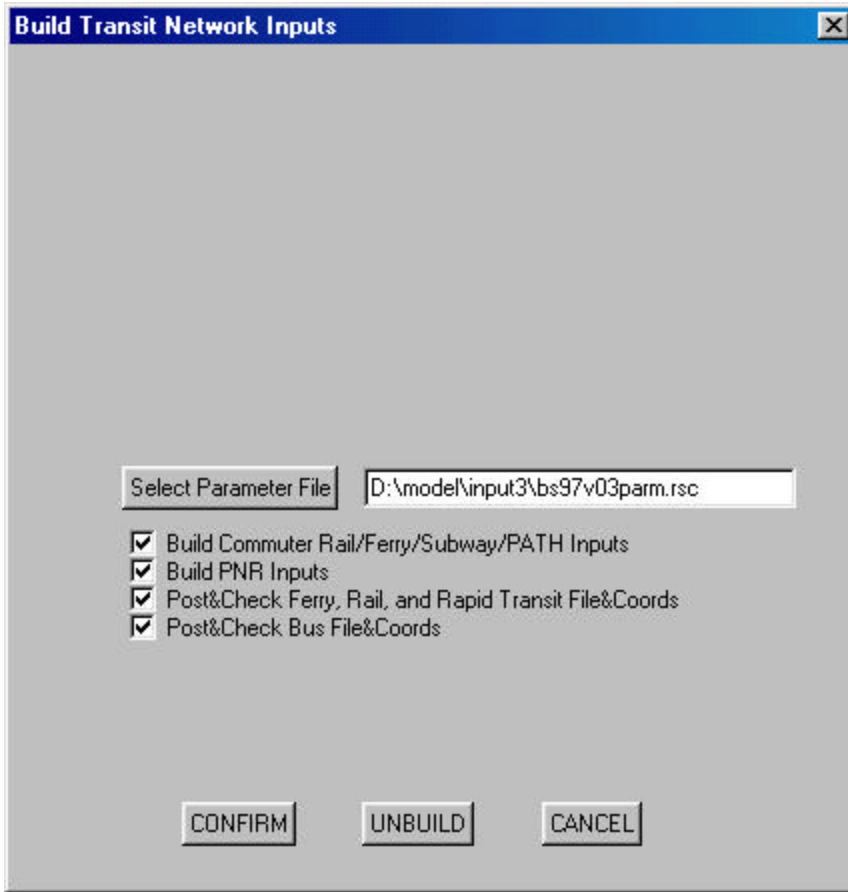 Build Transit Network Inputs
Select Parameter File D:\model\input3\bs97v03parm.rsc
Build Commuter Rail/Ferry/Subway/PATH Inputs
Build PNR Inputs
Post&Check Ferry, Rail, and Rapid Transit File&Coords
Post&Check Bus File&Coords
CONFIRM UNBUILD CANCEL